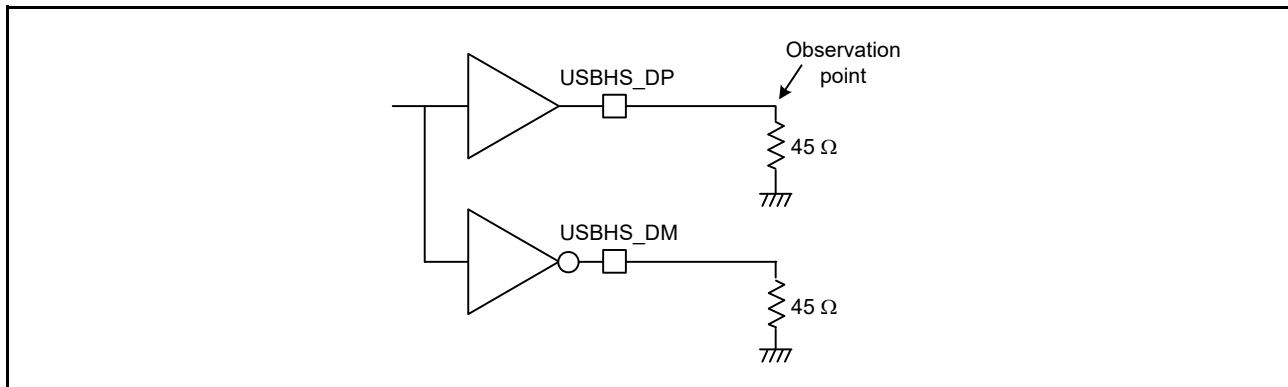 Observation
point
USBHS_DP
45 Ω
USBHS_DM
45 Ω